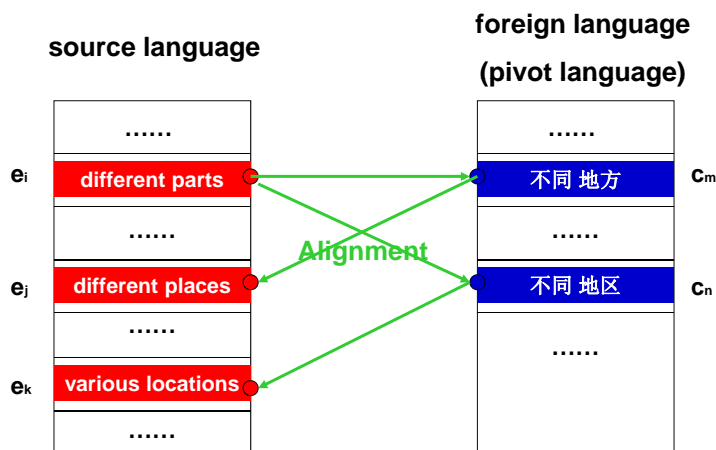 source language
foreign language
(pivot language)
......
ei
different parts
......
ej
different places
......
ek
various locations
......
Alignment
......
不同 地方
cm
......
不同 地区
cn
......